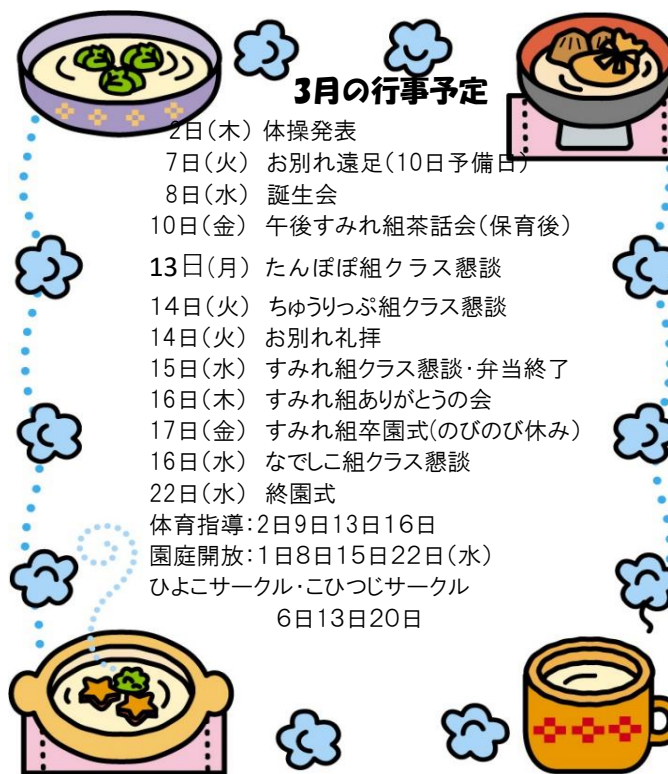 3月の行事予定
2日(木) 体操発表
7日(火) お別れ遠足(10日予備日)
8日(水) 誕生会
10日(金) 午後すみれ組茶話会(保育後)
13日(月) たんぽぽ組クラス懇談
14日(火) ちゅうりっぷ組クラス懇談
14日(火) お別れ礼拝
15日(水) すみれ組クラス懇談・弁当終了
16日(木) すみれ組ありがとうの会
17日(金) すみれ組卒園式(のびのび休み)
16日(水) なでしこ組クラス懇談
22日(水) 終園式
体育指導:2日9日13日16日
園庭開放:1日8日15日22日(水)
ひよこサークル・こひつじサークル
6日13日20日